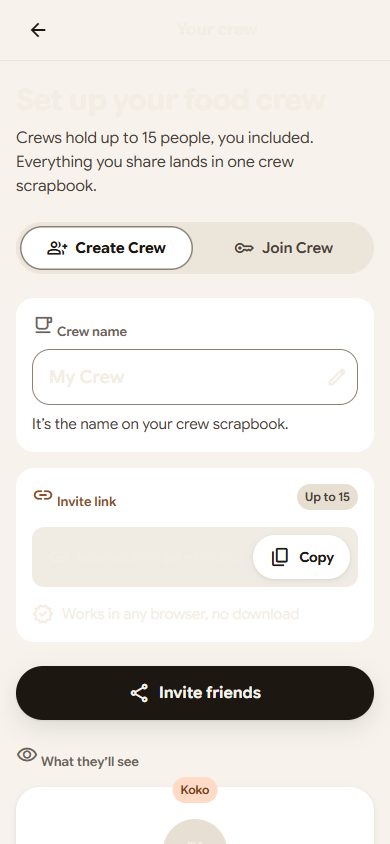 Your crew
Set up your food crew
Crews hold up to 15 people, you included.
Everything you share lands in one crew
scrapbook.
Create Crew
Join Crew
Crew name
My Crew
It's the name on your crew scrapbook.
Invite link
Up to 15
Copy
Works in any browser, no download
Invite friends
What they'll see
Koko